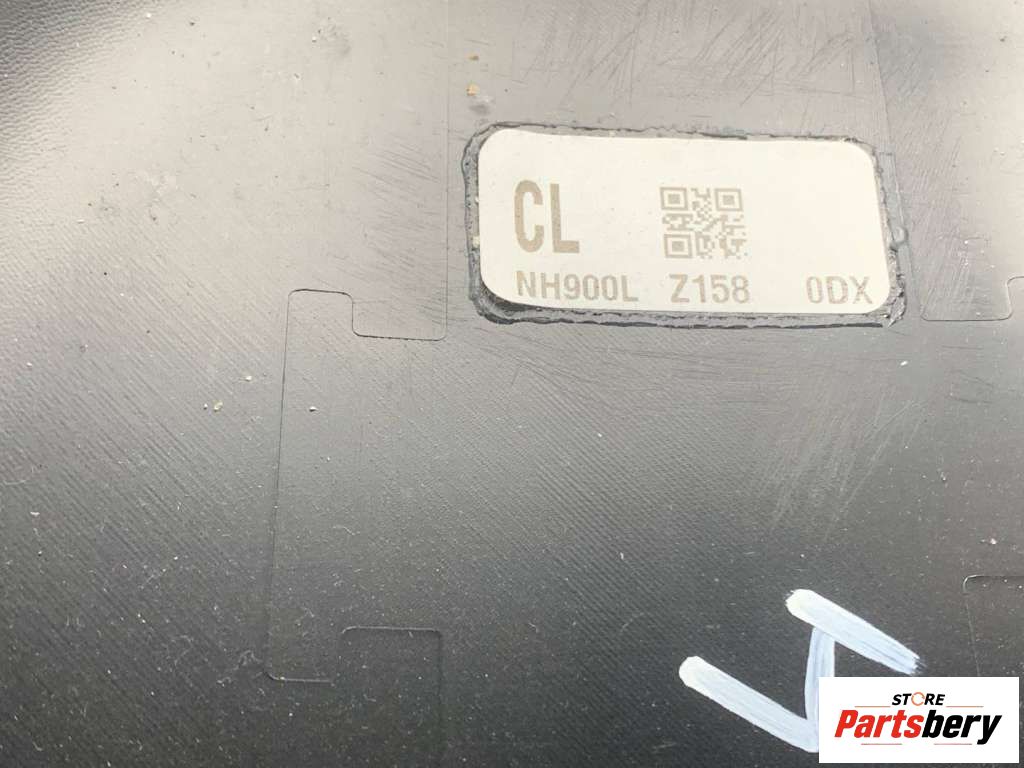 CL
NH900L Z158 0DX
STORE
Partsbery